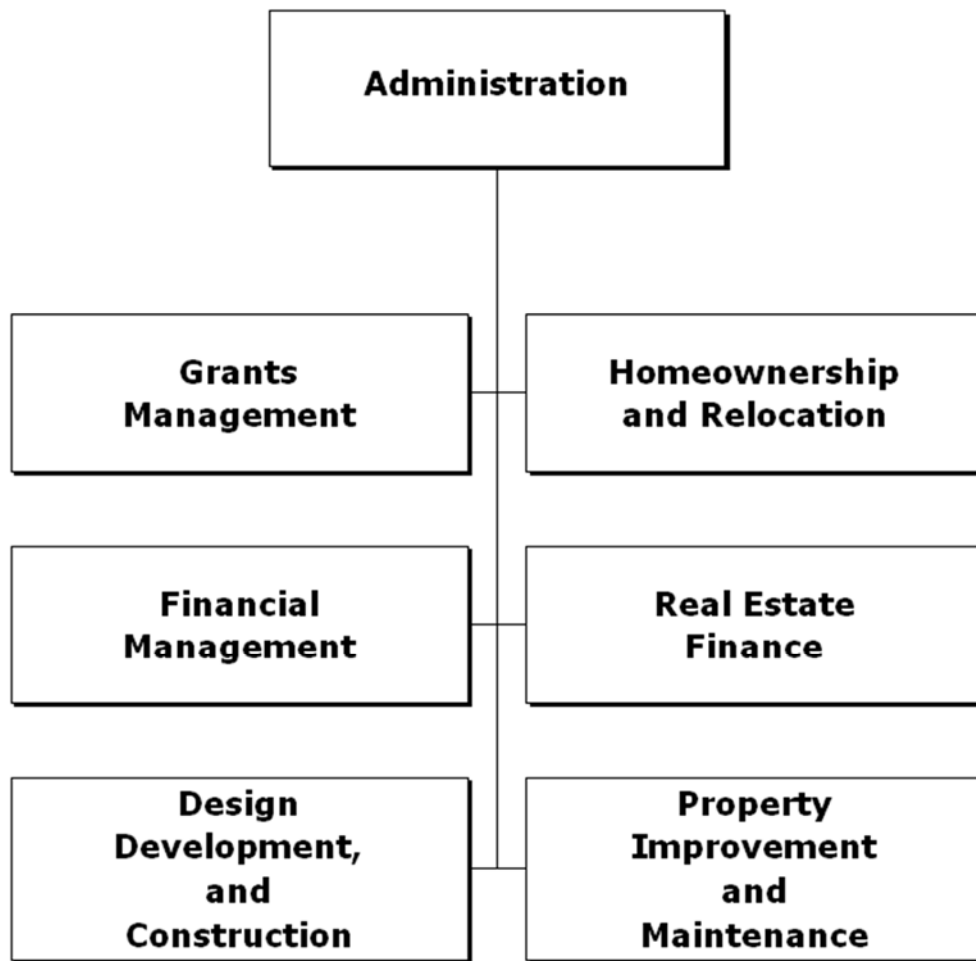 Administration
Grants
Management
Homeownership
and Relocation
Financial
Management
Real Estate
Finance
Design
Development,
and
Construction
Property
Improvement
and
Maintenance